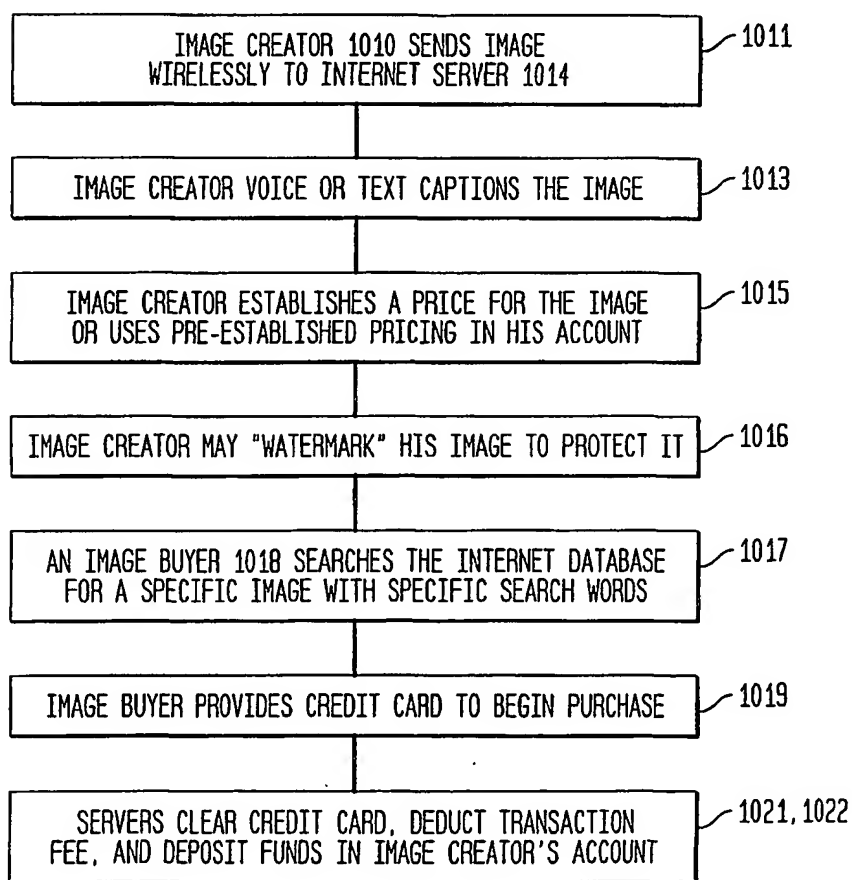 IMAGE CREATOR 1010 SENDS IMAGE
WIRELESSLY TO INTERNET SERVER 1014
1011
IMAGE CREATOR VOICE OR TEXT CAPTIONS THE IMAGE
1013
IMAGE CREATOR ESTABLISHES A PRICE FOR THE IMAGE
OR USES PRE-ESTABLISHED PRICING IN HIS ACCOUNT
1015
IMAGE CREATOR MAY "WATERMARK" HIS IMAGE TO PROTECT IT
1016
AN IMAGE BUYER 1018 SEARCHES THE INTERNET DATABASE
FOR A SPECIFIC IMAGE WITH SPECIFIC SEARCH WORDS
1017
IMAGE BUYER PROVIDES CREDIT CARD TO BEGIN PURCHASE
1019
SERVERS CLEAR CREDIT CARD, DEDUCT TRANSACTION
FEE, AND DEPOSIT FUNDS IN IMAGE CREATOR'S ACCOUNT
1021, 1022